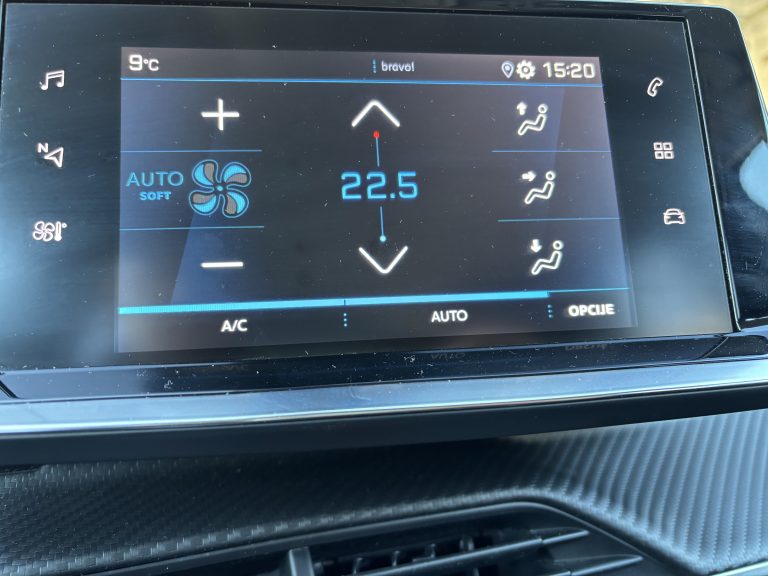 9°C bravo! 15:20
N
AUTO
SOFT
22.5
A/C AUTO OPCIJE